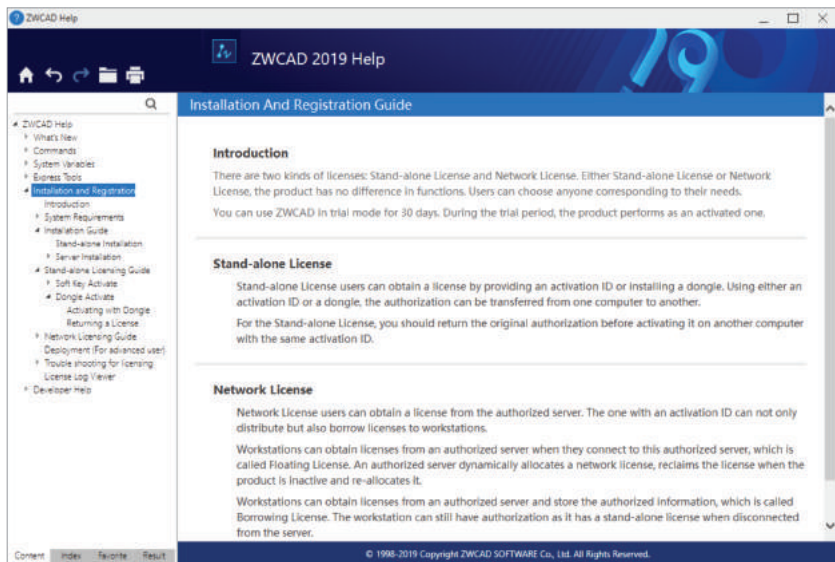 ZWCAD Help
ZWCAD 2019 Help
Installation And Registration Guide
ZWCAD Help
What's New
Commands
System Variables
Express Tools
Installation and Registration
Introduction
System Requirements
Installation Guide
Stand-alone Installation
Server Installation
Stand-alone Licensing Guide
Soft Key Activate
Dongle Activate
Activating with Dongle
Returning a License
Network Licensing Guide
Deployment (For advanced user)
Trouble shooting for licensing
License Log Viewer
Developer Help
Content Index Favorite Result
Introduction
There are two kinds of licenses: Stand-alone License and Network License. Either Stand-alone License or Network
License, the product has no difference in functions. Users can choose anyone corresponding to their needs.
You can use ZWCAD in trial mode for 30 days. During the trial period, the product performs as an activated one.
Stand-alone License
Stand-alone License users can obtain a license by providing an activation ID or installing a dongle. Using either an
activation ID or a dongle, the authorization can be transferred from one computer to another.
For the Stand-alone License, you should return the original authorization before activating it on another computer
with the same activation ID.
Network License
Network License users can obtain a license from the authorized server. The one with an activation ID can not only
distribute but also borrow licenses to workstations.
Workstations can obtain licenses from an authorized server when they connect to this authorized server, which is
called Floating License. An authorized server dynamically allocates a network license, reclaims the license when the
product is inactive and re-allocates it.
Workstations can obtain licenses from an authorized server and store the authorized information, which is called
Borrowing License. The workstation can still have authorization as it has a stand-alone license when disconnected
from the server.
© 1998-2019 Copyright ZWCAD SOFTWARE Co., Ltd. All Rights Reserved.